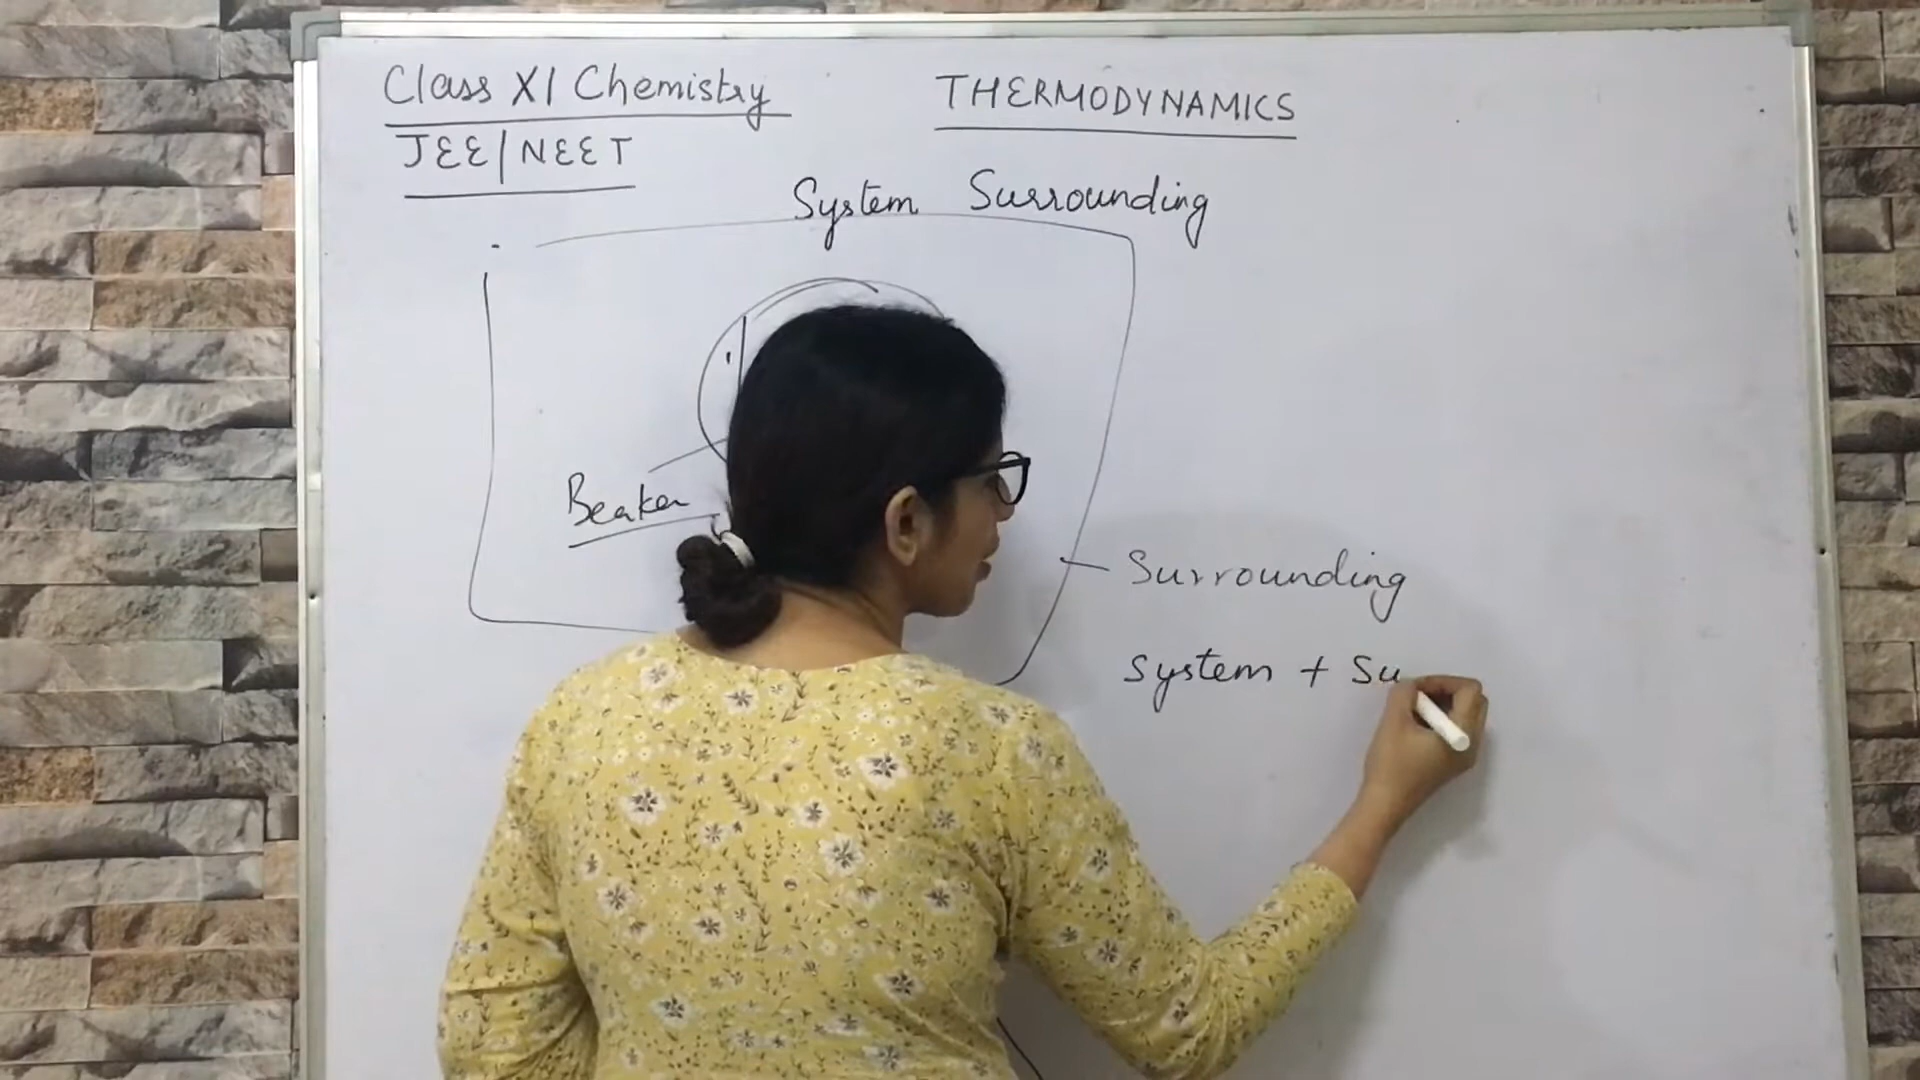 Class XI Chemistry
THERMODYNAMICS
JEE/NEET
System Surrounding
Beaker
Surrounding
System + Su